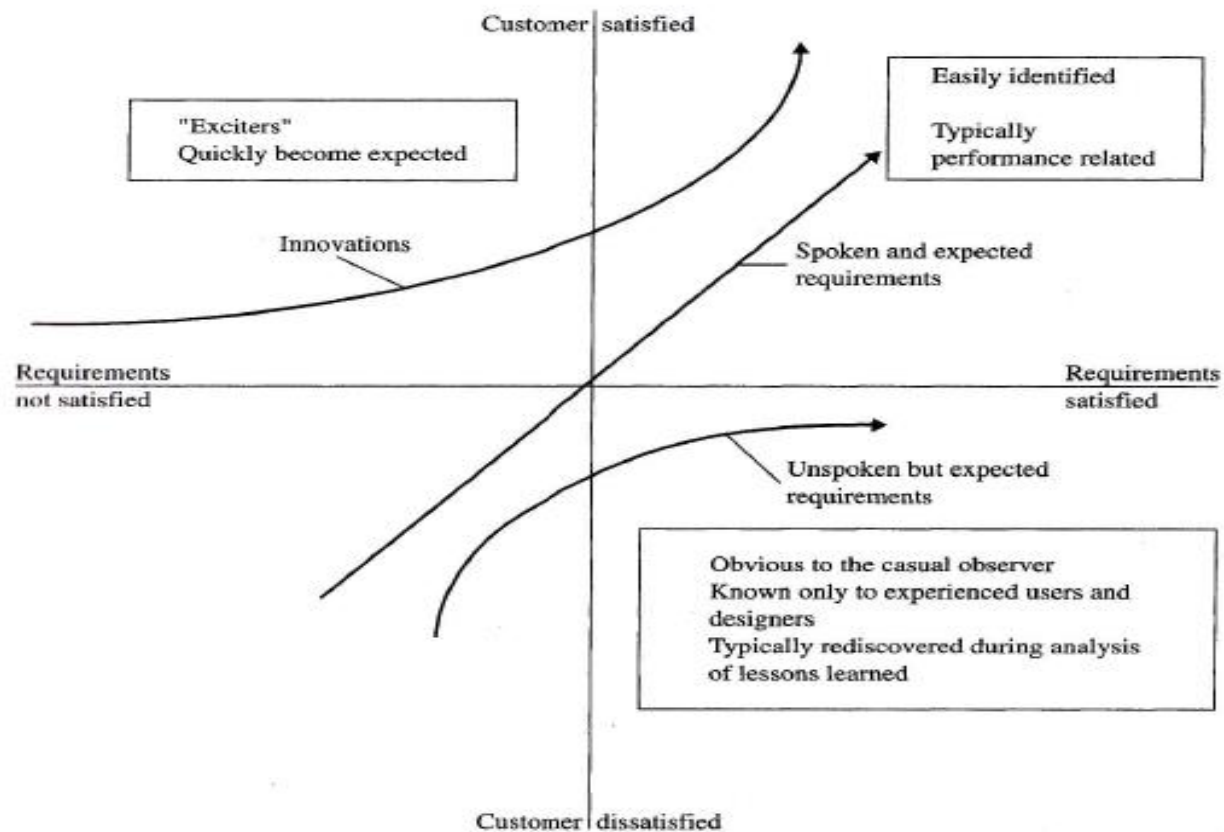 Customer satisfied
Easily identified
Typically
performance related
"Exciters"
Quickly become expected
Innovations
Spoken and expected
requirements
Requirements
not satisfied
Requirements
satisfied
Unspoken but expected
requirements
Obvious to the casual observer
Known only to experienced users and
designers
Typically rediscovered during analysis
of lessons learned
Customer dissatisfied